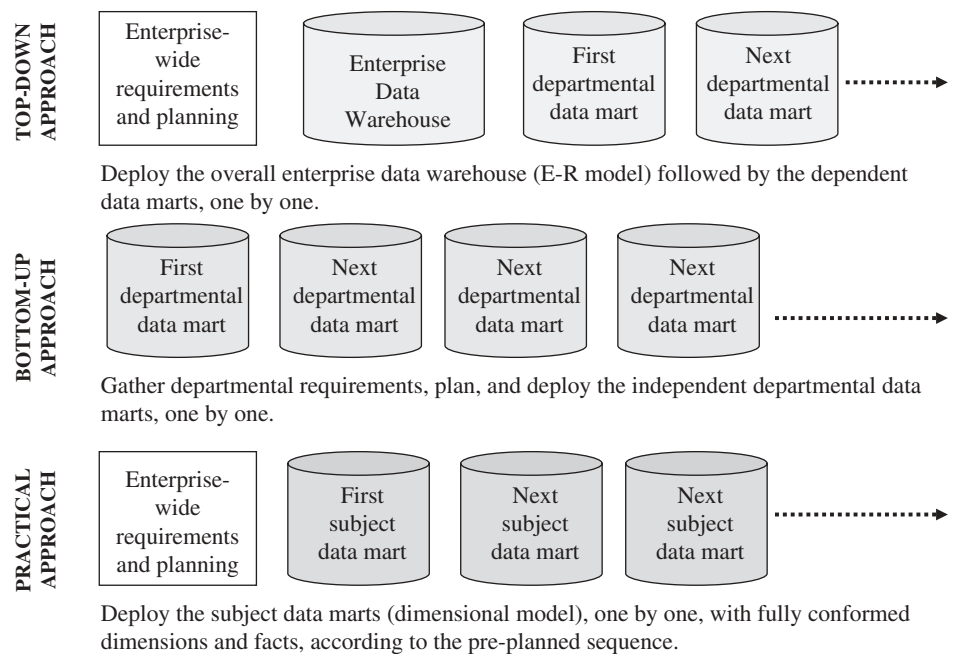 TOP-DOWN
APPROACH
Enterprise-
wide
requirements
and planning
Enterprise
Data
Warehouse
First
departmental
data mart
Next
departmental
data mart
Deploy the overall enterprise data warehouse (E-R model) followed by the dependent
data marts, one by one.
BOTTOM-UP
APPROACH
First
departmental
data mart
Next
departmental
data mart
Next
departmental
data mart
Next
departmental
data mart
Gather departmental requirements, plan, and deploy the independent departmental data
marts, one by one.
PRACTICAL
APPROACH
Enterprise-
wide
requirements
and planning
First
subject
data mart
Next
subject
data mart
Next
subject
data mart
Deploy the subject data marts (dimensional model), one by one, with fully conformed
dimensions and facts, according to the pre-planned sequence.